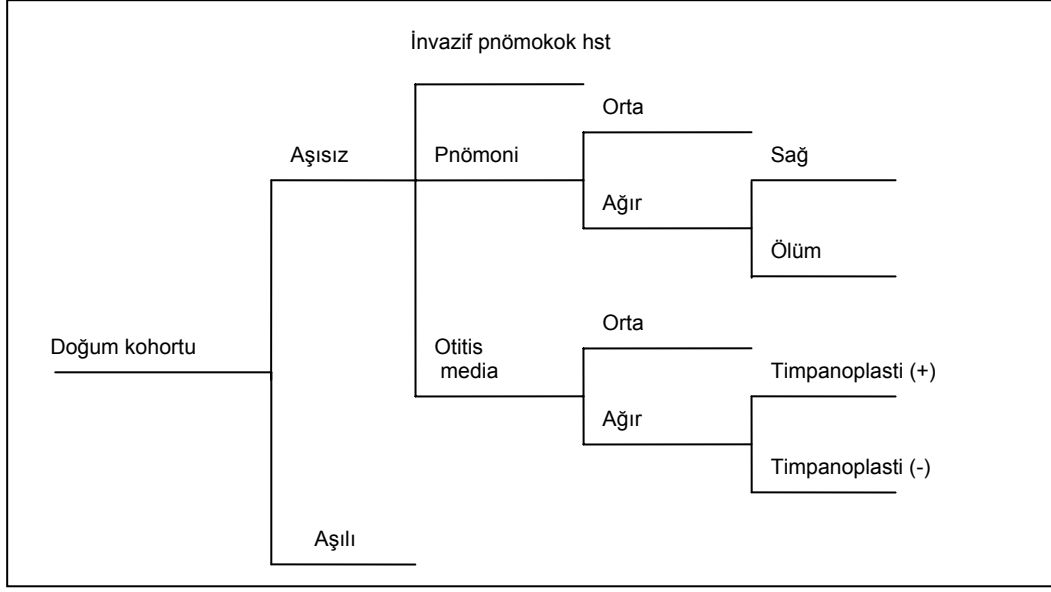 İnvazif pnömokok hst
Orta
Aşısız
Pnömoni
Sağ
Ağır
Ölüm
Orta
Doğum kohortu
Otitis
media
Timpanoplasti (+)
Ağır
Timpanoplasti (-)
Aşılı